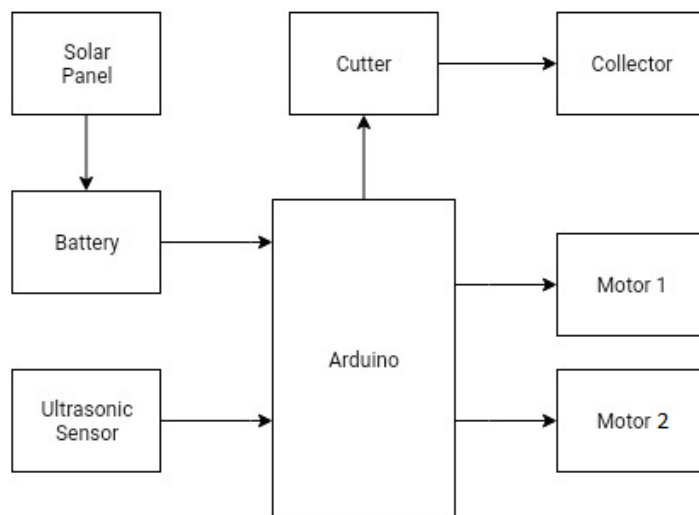 Solar
Panel
Cutter
Collector
Battery
Motor 1
Arduino
Ultrasonic
Sensor
Motor 2